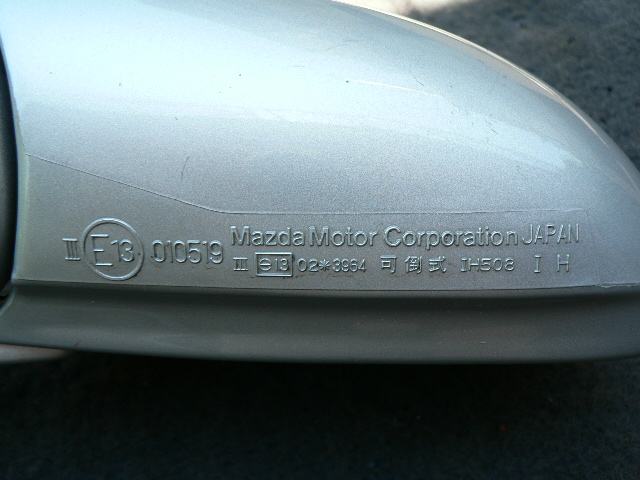 III E13 010519 Mazda Motor Corporation JAPAN
III e13 02*3964 可倒式 IH508 I H